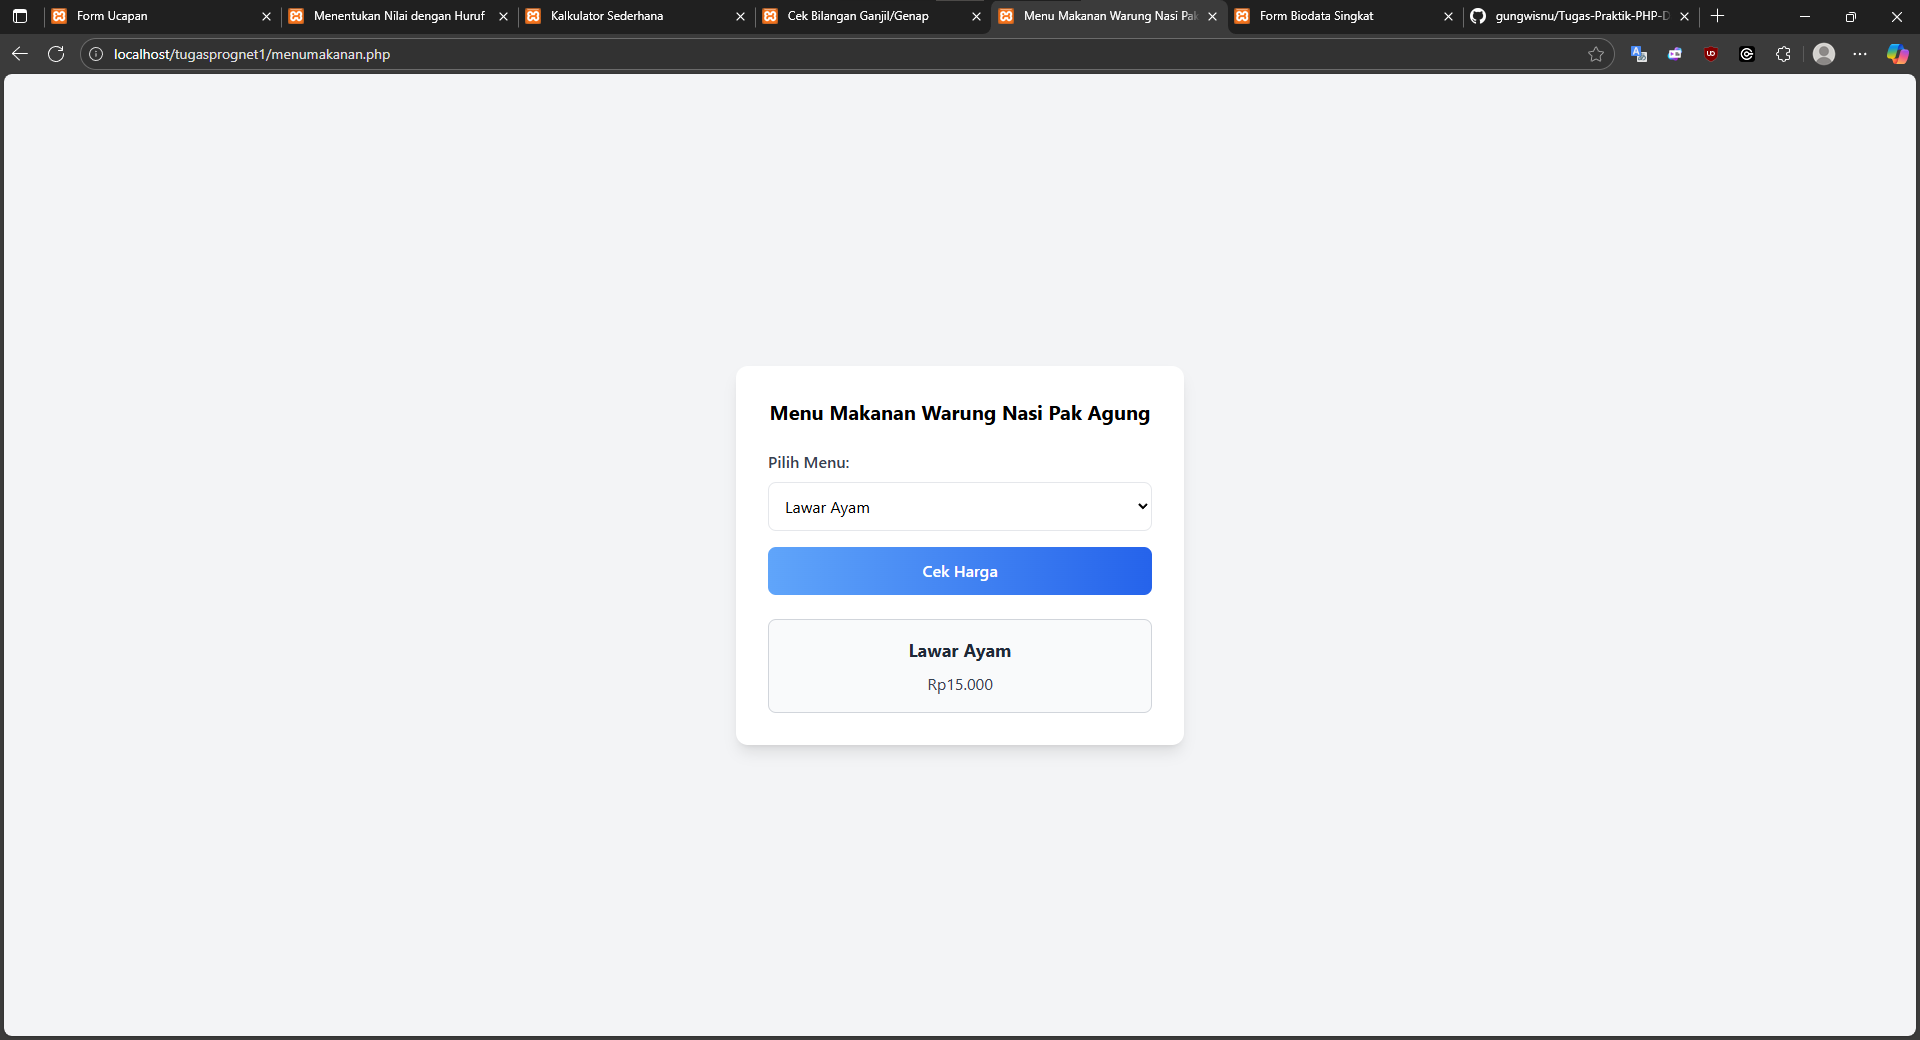 Form Ucapan
Menentukan Nilai dengan Huruf
Kalkulator Sederhana
Cek Bilangan Ganjil/Genap
Menu Makanan Warung Nasi Pak
Form Biodata Singkat
gungwisnu/Tugas-Praktik-PHP-D
localhost/tugasprognet1/menumakanan.php
Menu Makanan Warung Nasi Pak Agung
Pilih Menu:
Lawar Ayam
Cek Harga
Lawar Ayam
Rp15.000